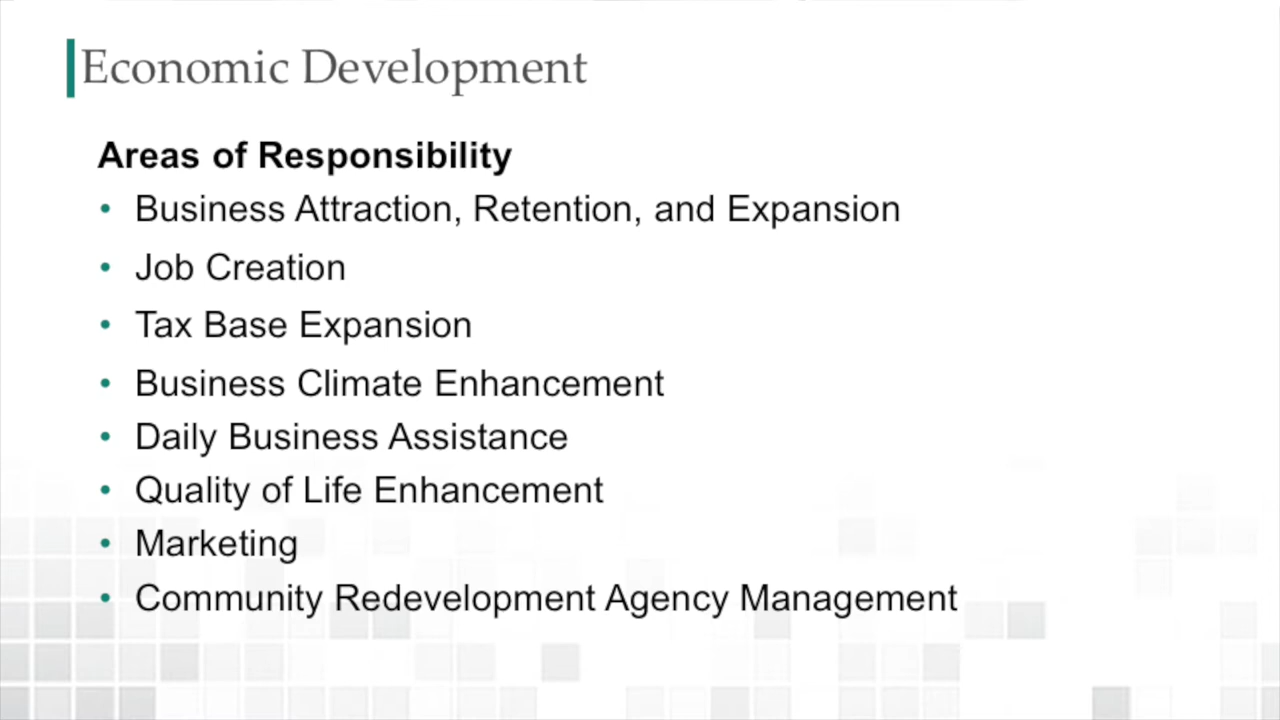 Economic Development
Areas of Responsibility
• Business Attraction, Retention, and Expansion
• Job Creation
• Tax Base Expansion
• Business Climate Enhancement
• Daily Business Assistance
• Quality of Life Enhancement
• Marketing
• Community Redevelopment Agency Management